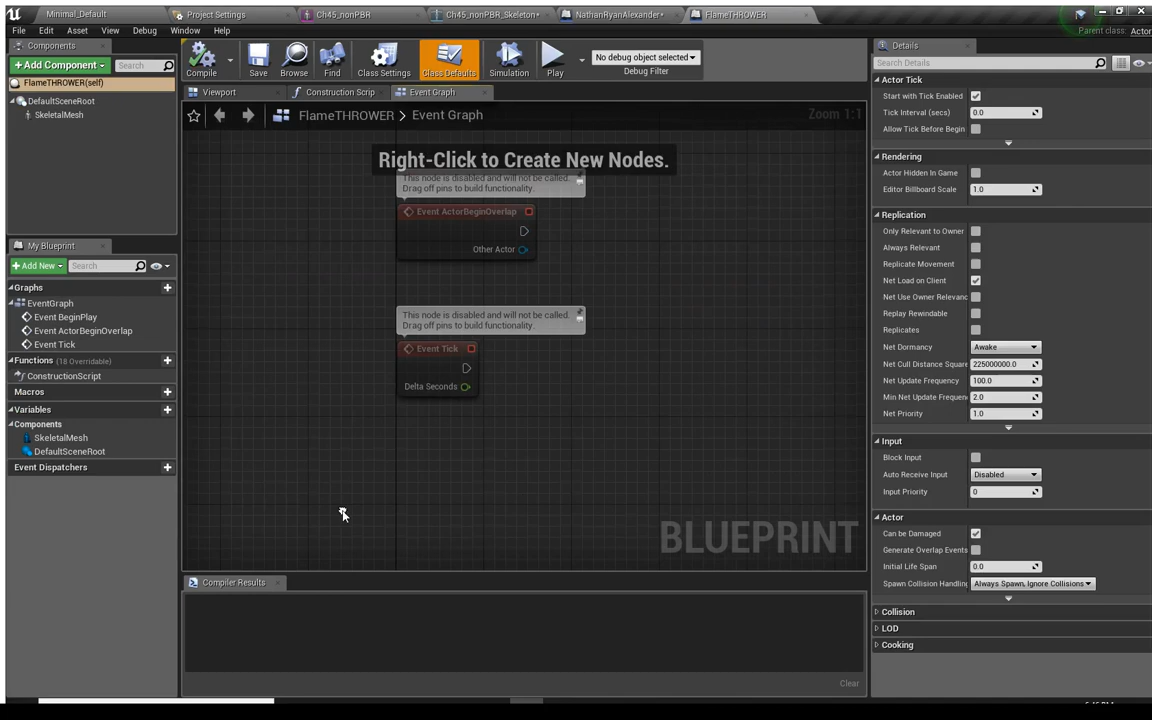 Minimal_Default
Project Settings
Ch45_nonPBR
Ch45_nonPBR_Skeleton*
NathanRyanAlexander*
FlameTHROWER
File Edit Asset View Debug Window Help
Parent class: Actor
Components
+Add Component
Search
FlameTHROWER(self)
DefaultSceneRoot
SkeletalMesh
Compile
Save
Browse
Find
Class Settings
Class Defaults
Simulation
Play
No debug object selected
Debug Filter
Viewport
Construction Scrip
Event Graph
FlameTHROWER > Event Graph
Zoom 1:1
Right-Click to Create New Nodes.
This node is disabled and will not be called.
Drag off pins to build functionality.
Event ActorBeginOverlap
Other Actor
This node is disabled and will not be called.
Drag off pins to build functionality.
Event Tick
Delta Seconds
BLUEPRINT
My Blueprint
+Add New
Search
Graphs
EventGraph
Event BeginPlay
Event ActorBeginOverlap
Event Tick
Functions (18 Overridable)
ConstructionScript
Macros
Variables
Components
SkeletalMesh
DefaultSceneRoot
Event Dispatchers
Compiler Results
Clear
Details
Search Details
Actor Tick
Start with Tick Enabled
Tick Interval (secs) 0.0
Allow Tick Before Begin
Rendering
Actor Hidden In Game
Editor Billboard Scale 1.0
Replication
Only Relevant to Owner
Always Relevant
Replicate Movement
Net Load on Client
Net Use Owner Relevanc
Replay Rewindable
Replicates
Net Dormancy Awake
Net Cull Distance Square 225000000.0
Net Update Frequency 100.0
Min Net Update Frequen 2.0
Net Priority 1.0
Input
Block Input
Auto Receive Input Disabled
Input Priority 0
Actor
Can be Damaged
Generate Overlap Events
Initial Life Span 0.0
Spawn Collision Handlin Always Spawn, Ignore Collisions
Collision
LOD
Cooking